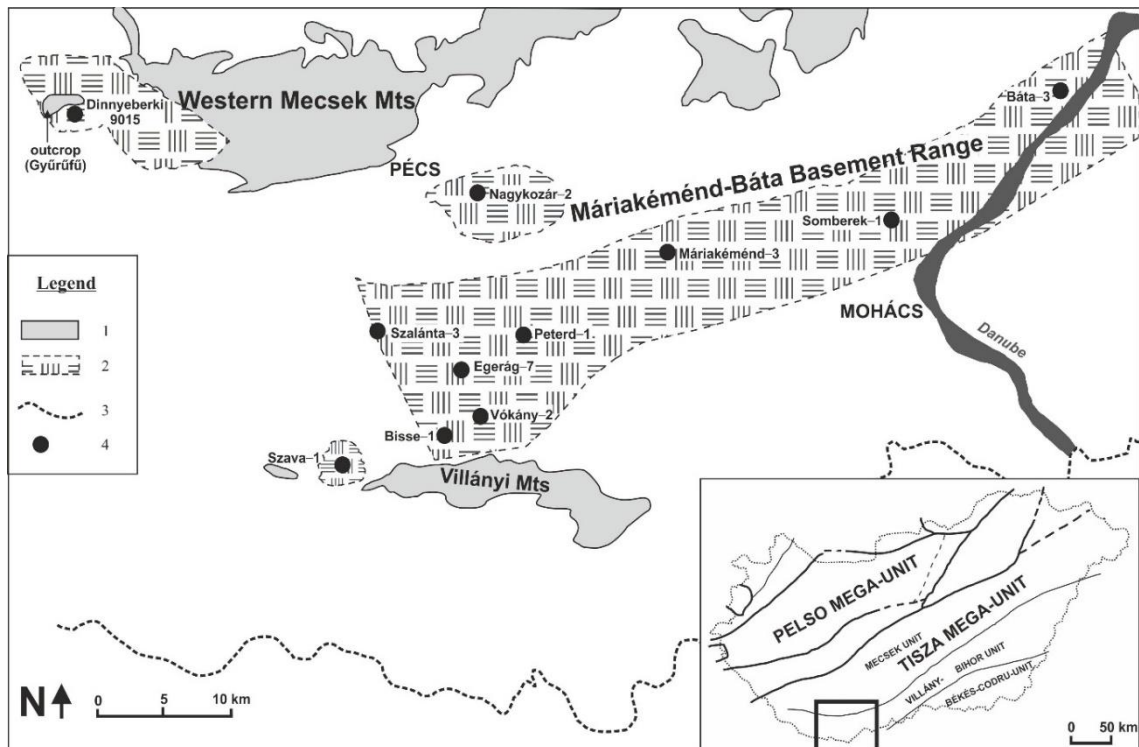 Western Mecsek Mts
Dinnyeberki
9015
outcrop
(Gyűrűfű)
PÉCS
Nagykozár–2
Máriakéménd-Báta Basement Range
Báta–3
Somberek–1
Máriakéménd–3
MOHÁCS
Danube
Szalánta–3
Peterd–1
Egerág–7
Vókány–2
Bisse–1
Szava–1
Villányi Mts
Legend
1
2
3
4
N
0 5 10 km
PELSO MEGA-UNIT
TISZA MEGA-UNIT
MECSEK UNIT
VILLÁNY-
BIHOR UNIT
BÉKÉS-CODRU-UNIT
0 50 km